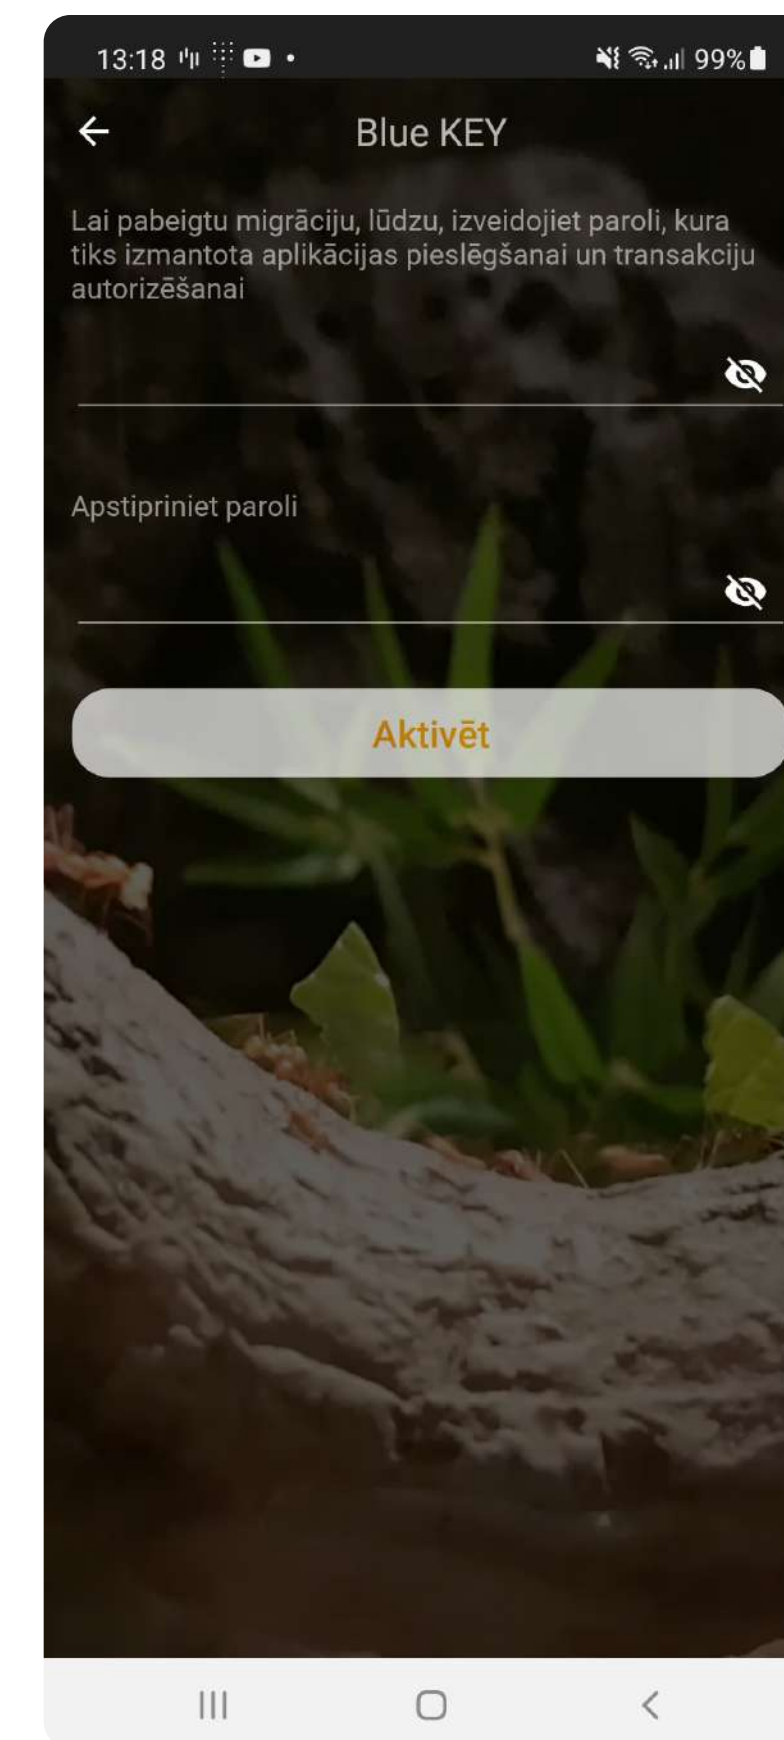 13:18
99%
Blue KEY
Lai pabeigtu migrāciju, lūdzu, izveidojiet paroli, kura
tiks izmantota aplikācijas pieslēgšanai un transakciju
autorizēšanai
Apstipriniet paroli
Aktivēt